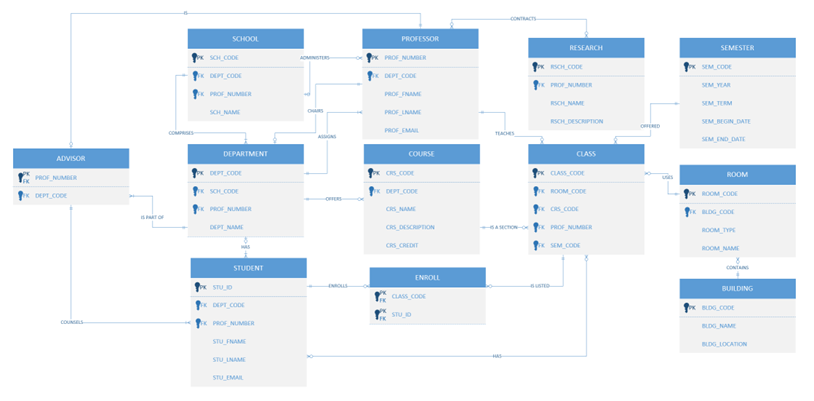 IS
CONTRACTS
SCHOOL
PK SCH_CODE
FK DEPT_CODE
FK PROF_NUMBER
SCH_NAME
ADMINISTERS
PROFESSOR
PK PROF_NUMBER
FK DEPT_CODE
PROF_FNAME
PROF_LNAME
PROF_EMAIL
RESEARCH
PK RSCH_CODE
FK PROF_NUMBER
RSCH_NAME
RSCH_DESCRIPTION
SEMESTER
PK SEM_CODE
SEM_YEAR
SEM_TERM
SEM_BEGIN_DATE
SEM_END_DATE
CHAIRS
COMPRISES
ASSIGNS
TEACHES
OFFERED
ADVISOR
PK
FK PROF_NUMBER
FK DEPT_CODE
DEPARTMENT
PK DEPT_CODE
FK SCH_CODE
FK PROF_NUMBER
DEPT_NAME
COURSE
PK CRS_CODE
FK DEPT_CODE
CRS_NAME
CRS_DESCRIPTION
CRS_CREDIT
CLASS
PK CLASS_CODE
FK ROOM_CODE
FK CRS_CODE
FK PROF_NUMBER
FK SEM_CODE
ROOM
PK ROOM_CODE
FK BLDG_CODE
ROOM_TYPE
ROOM_NAME
USES
OFFERS
IS PART OF
IS A SECTION
HAS
CONTAINS
STUDENT
PK STU_ID
FK DEPT_CODE
FK PROF_NUMBER
STU_FNAME
STU_LNAME
STU_EMAIL
ENROLLS
ENROLL
PK
FK CLASS_CODE
PK
FK STU_ID
IS LISTED
BUILDING
PK BLDG_CODE
BLDG_NAME
BLDG_LOCATION
COUNSELS
HAS